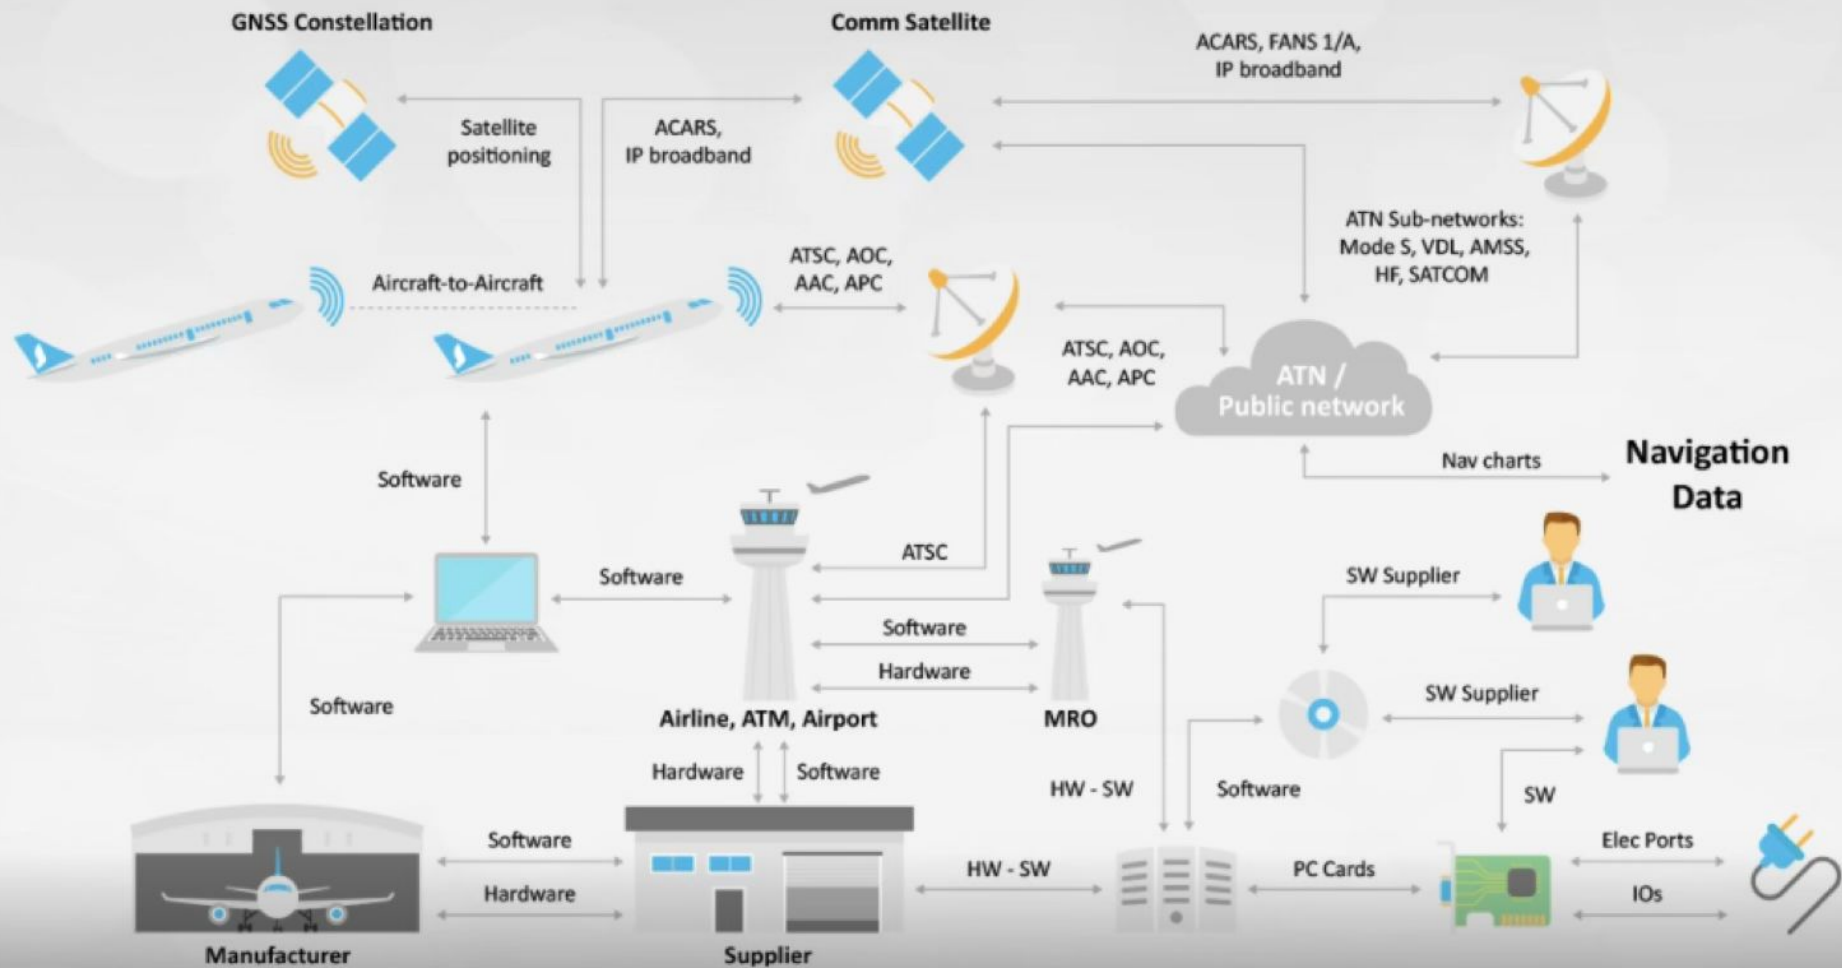 GNSS Constellation
Comm Satellite
ACARS, FANS 1/A,
IP broadband
Satellite
positioning
ACARS,
IP broadband
ATN Sub-networks:
Mode S, VDL, AMSS,
HF, SATCOM
Aircraft-to-Aircraft
ATSC, AOC,
AAC, APC
ATSC, AOC,
AAC, APC
ATN /
Public network
Nav charts
Navigation
Data
Software
ATSC
Software
SW Supplier
Software
Hardware
Software
SW Supplier
Airline, ATM, Airport
MRO
Hardware
Software
HW - SW
Software
SW
Software
Hardware
HW - SW
PC Cards
Elec Ports
IOs
Manufacturer
Supplier